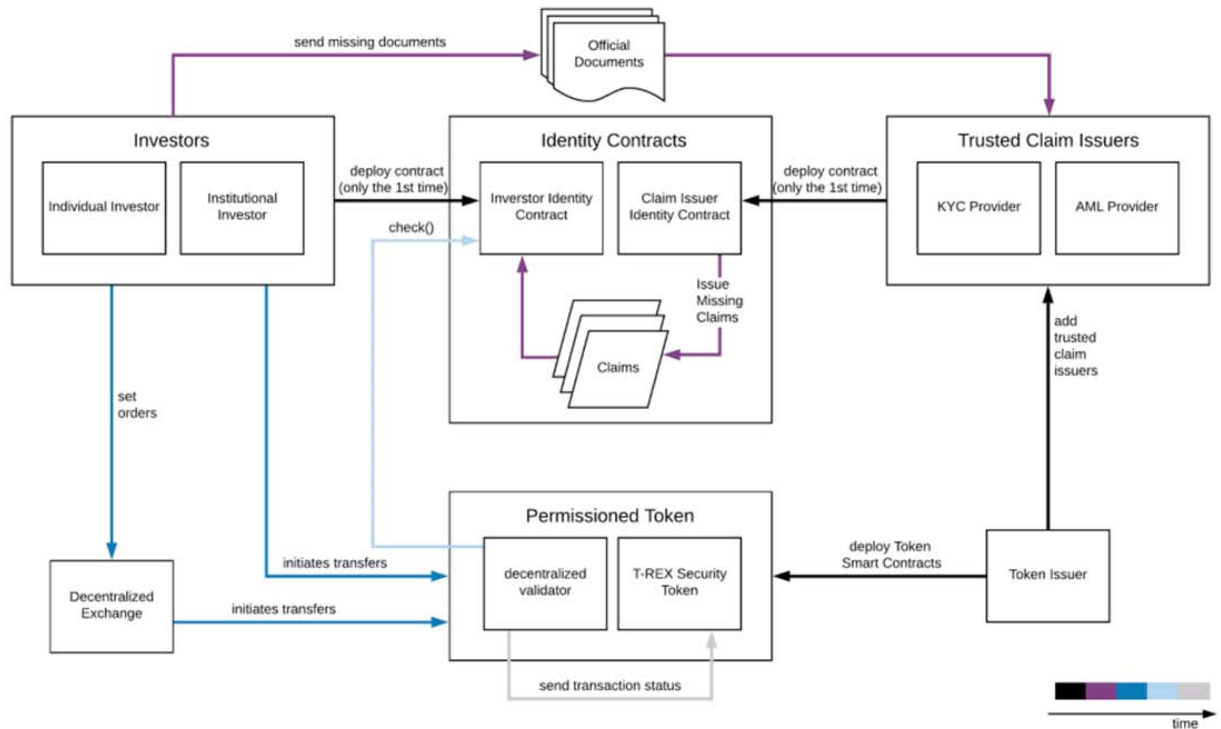 send missing documents
Official
Documents
Investors
Individual Investor
Institutional
Investor
deploy contract
(only the 1st time)
check()
Identity Contracts
Inverstor Identity
Contract
Claim Issuer
Identity Contract
Issue
Missing
Claims
Claims
deploy contract
(only the 1st time)
Trusted Claim Issuers
KYC Provider
AML Provider
add
trusted
claim
issuers
set
orders
Decentralized
Exchange
initiates transfers
initiates transfers
Permissioned Token
decentralized
validator
T-REX Security
Token
send transaction status
deploy Token
Smart Contracts
Token Issuer
time